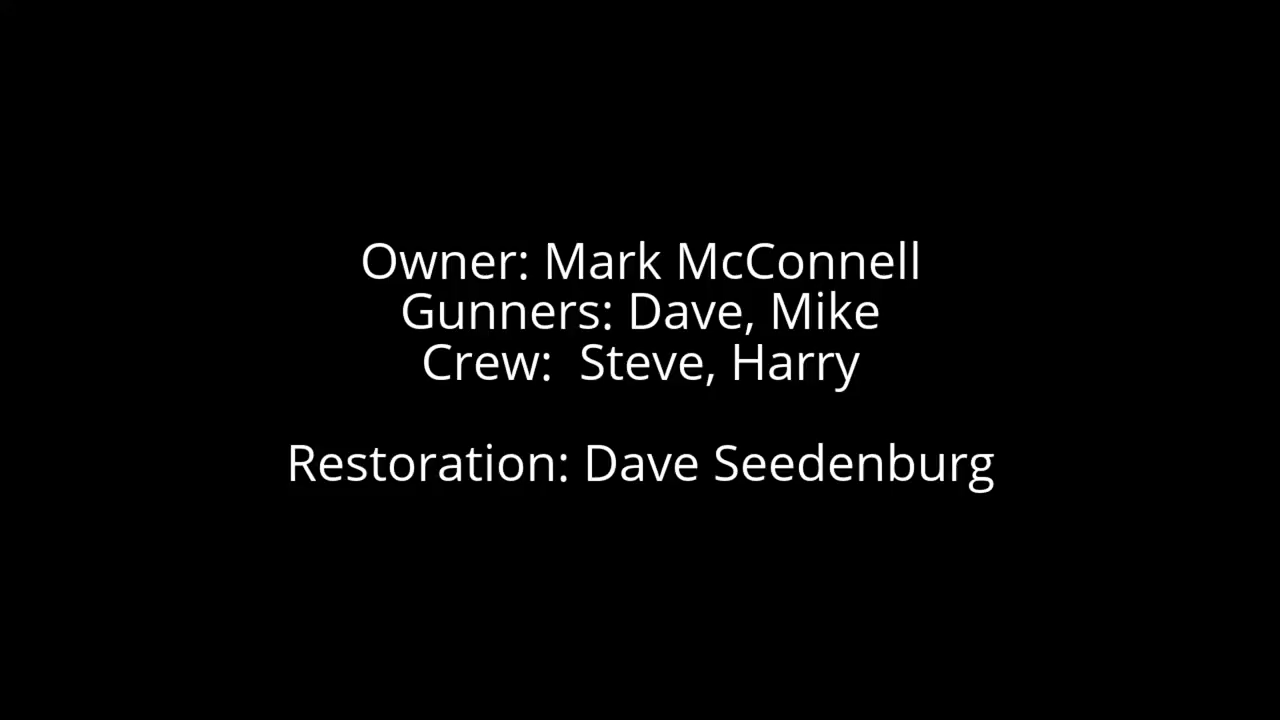 Owner: Mark McConnell
Gunners: Dave, Mike
Crew:  Steve, Harry
Restoration: Dave Seedenburg